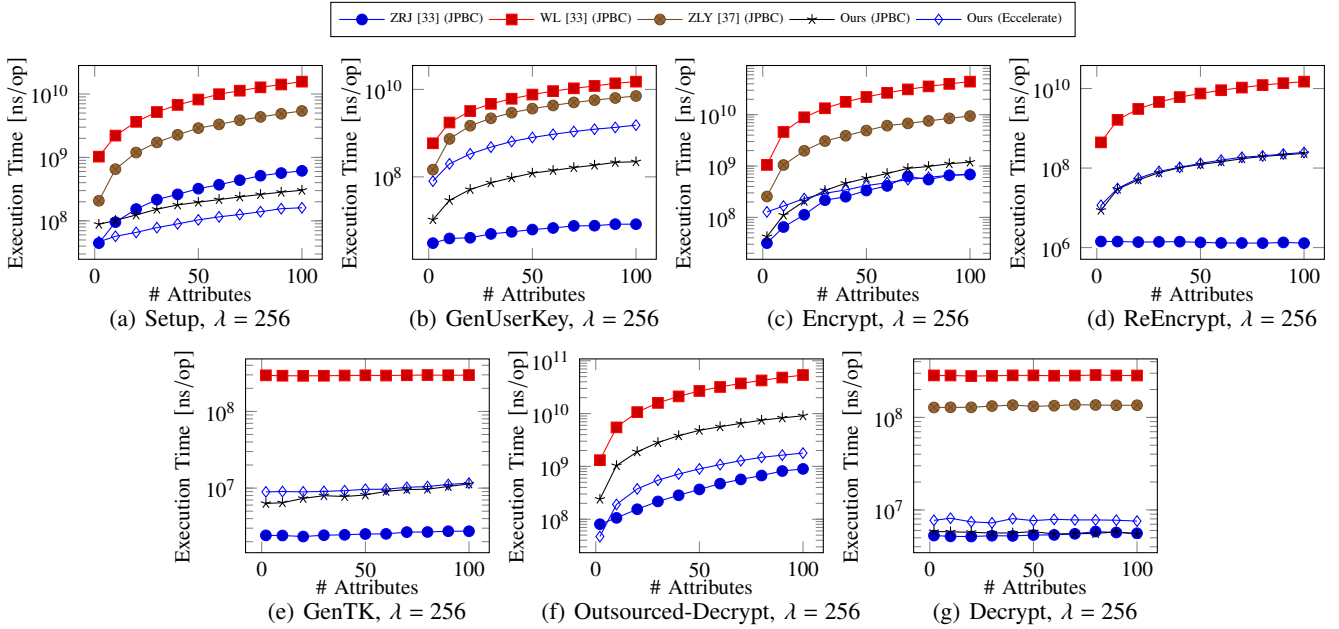 ZRJ [33] (JPBC) WL [33] (JPBC) ZLY [37] (JPBC) Ours (JPBC) Ours (Eccelerate)
Execution Time [ns/op]
10^10
10^9
10^8
0 50 100
# Attributes
(a) Setup, λ = 256
Execution Time [ns/op]
10^10
10^8
0 50 100
# Attributes
(b) GenUserKey, λ = 256
Execution Time [ns/op]
10^10
10^9
10^8
0 50 100
# Attributes
(c) Encrypt, λ = 256
Execution Time [ns/op]
10^10
10^8
10^6
0 50 100
# Attributes
(d) ReEncrypt, λ = 256
Execution Time [ns/op]
10^8
10^7
0 50 100
# Attributes
(e) GenTK, λ = 256
Execution Time [ns/op]
10^11
10^10
10^9
10^8
0 50 100
# Attributes
(f) Outsourced-Decrypt, λ = 256
Execution Time [ns/op]
10^8
10^7
0 50 100
# Attributes
(g) Decrypt, λ = 256